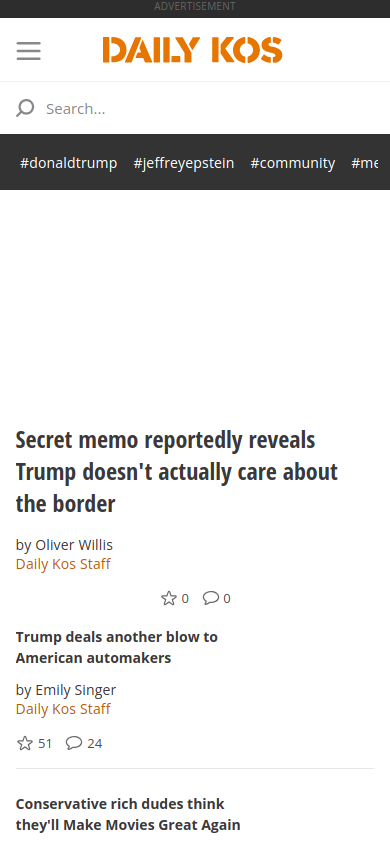 ADVERTISEMENT
DAILY KOS
Search...
#donaldtrump #jeffreyepstein #community #me
Secret memo reportedly reveals
Trump doesn't actually care about
the border
by Oliver Willis
Daily Kos Staff
0 0
Trump deals another blow to
American automakers
by Emily Singer
Daily Kos Staff
51 24
Conservative rich dudes think
they'll Make Movies Great Again